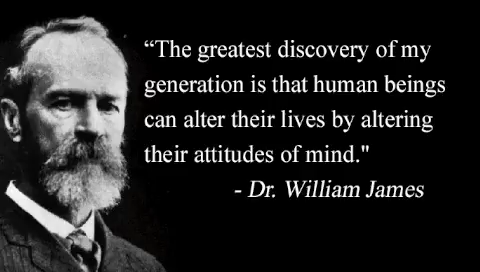 “The greatest discovery of my
generation is that human beings
can alter their lives by altering
their attitudes of mind."
- Dr. William James